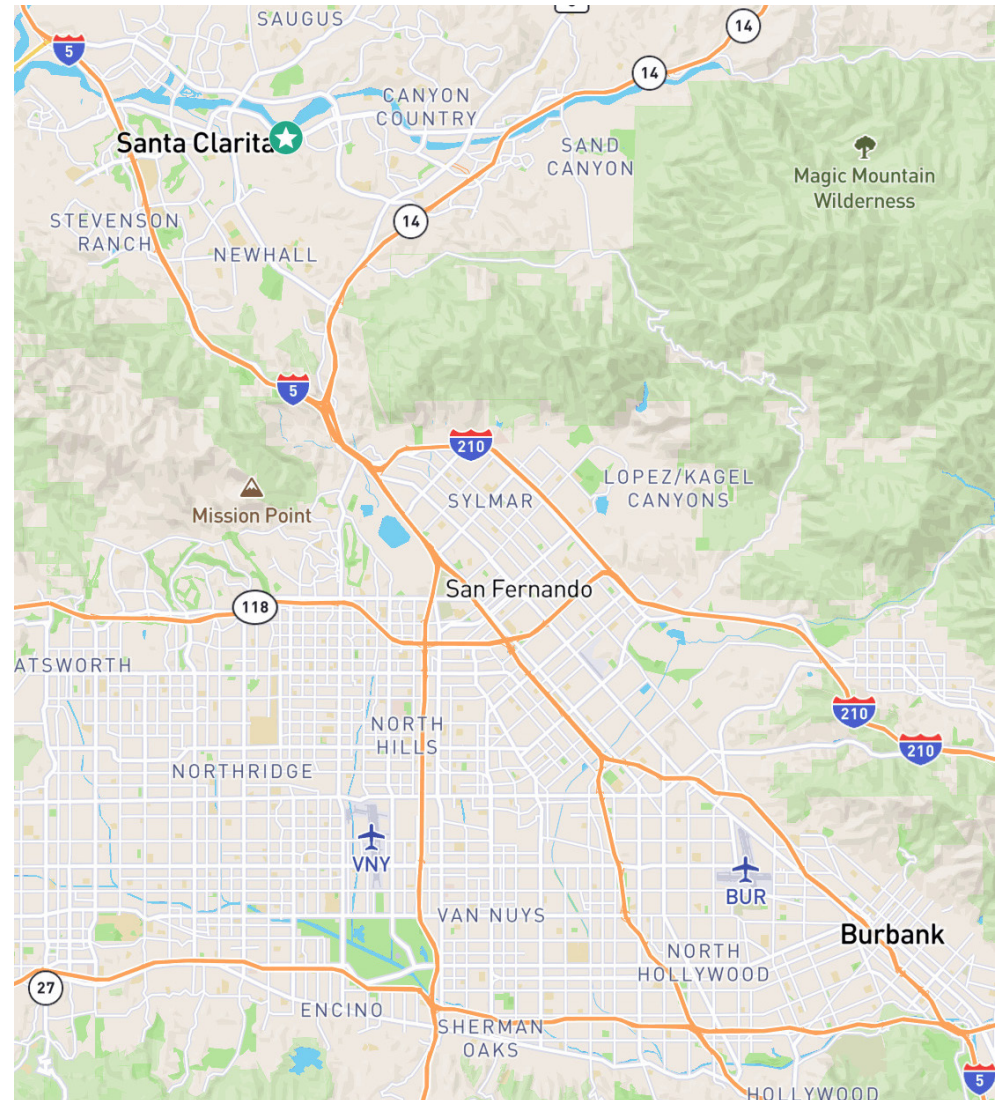 SAUGUS
14
5
14
CANYON
COUNTRY
Santa Clarita
SAND
CANYON
Magic Mountain
Wilderness
STEVENSON
RANCH
14
NEWHALL
5
210
LOPEZ/KAGEL
CANYONS
SYLMAR
Mission Point
San Fernando
118
ATSWORTH
210
NORTH
HILLS
210
NORTHRIDGE
VNY
BUR
VAN NUYS
Burbank
NORTH
HOLLYWOOD
27
ENCINO
SHERMAN
OAKS
5
HOLLYWOOD